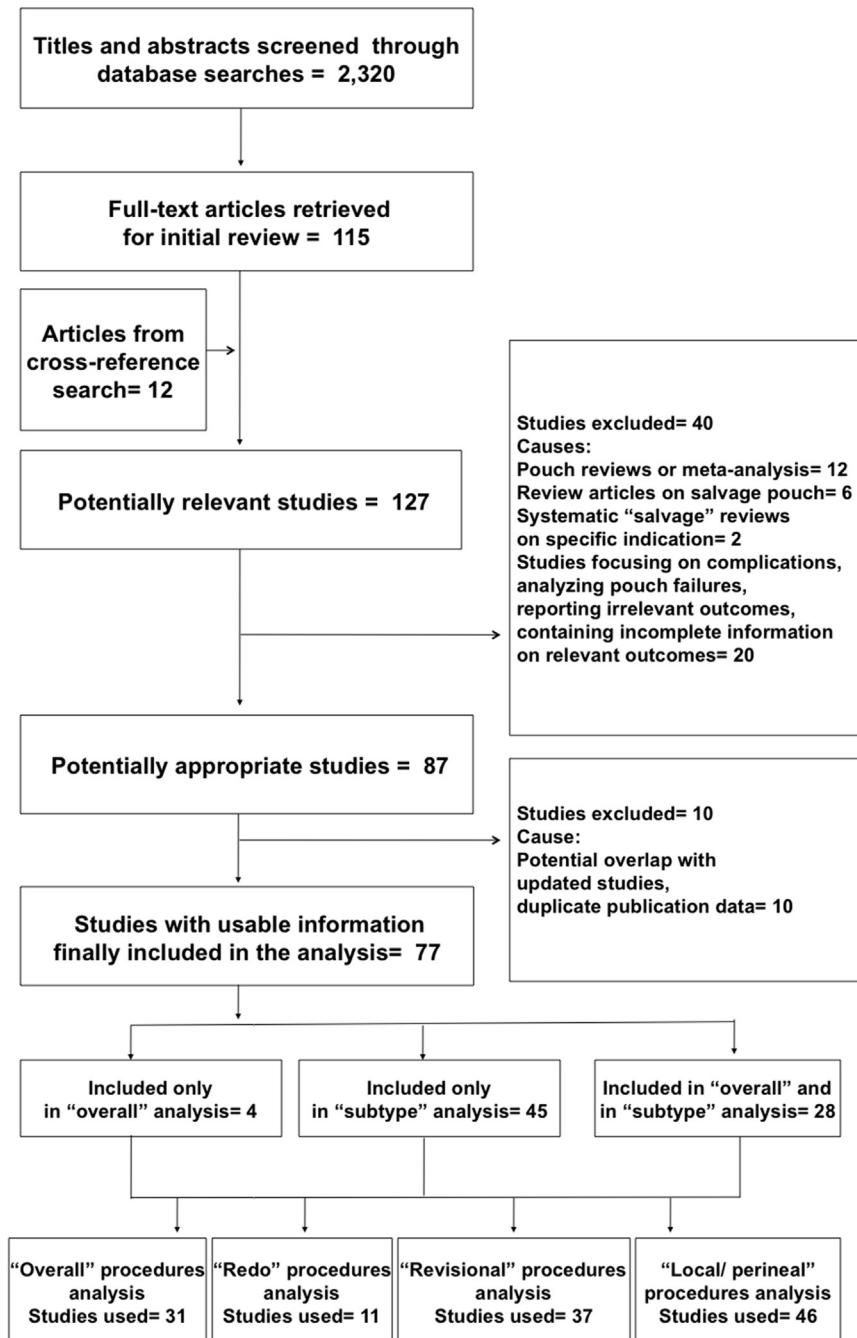 Titles and abstracts screened through
database searches = 2,320
Full-text articles retrieved
for initial review = 115
Articles from
cross-reference
search= 12
Potentially relevant studies = 127
Studies excluded= 40
Causes:
Pouch reviews or meta-analysis= 12
Review articles on salvage pouch= 6
Systematic “salvage” reviews
on specific indication= 2
Studies focusing on complications,
analyzing pouch failures,
reporting irrelevant outcomes,
containing incomplete information
on relevant outcomes= 20
Potentially appropriate studies = 87
Studies excluded= 10
Cause:
Potential overlap with
updated studies,
duplicate publication data= 10
Studies with usable information
finally included in the analysis= 77
Included only
in “overall” analysis= 4
Included only
in “subtype” analysis= 45
Included in “overall” and
in “subtype” analysis= 28
“Overall” procedures
analysis
Studies used= 31
“Redo” procedures
analysis
Studies used= 11
“Revisional” procedures
analysis
Studies used= 37
“Local/ perineal”
procedures analysis
Studies used= 46